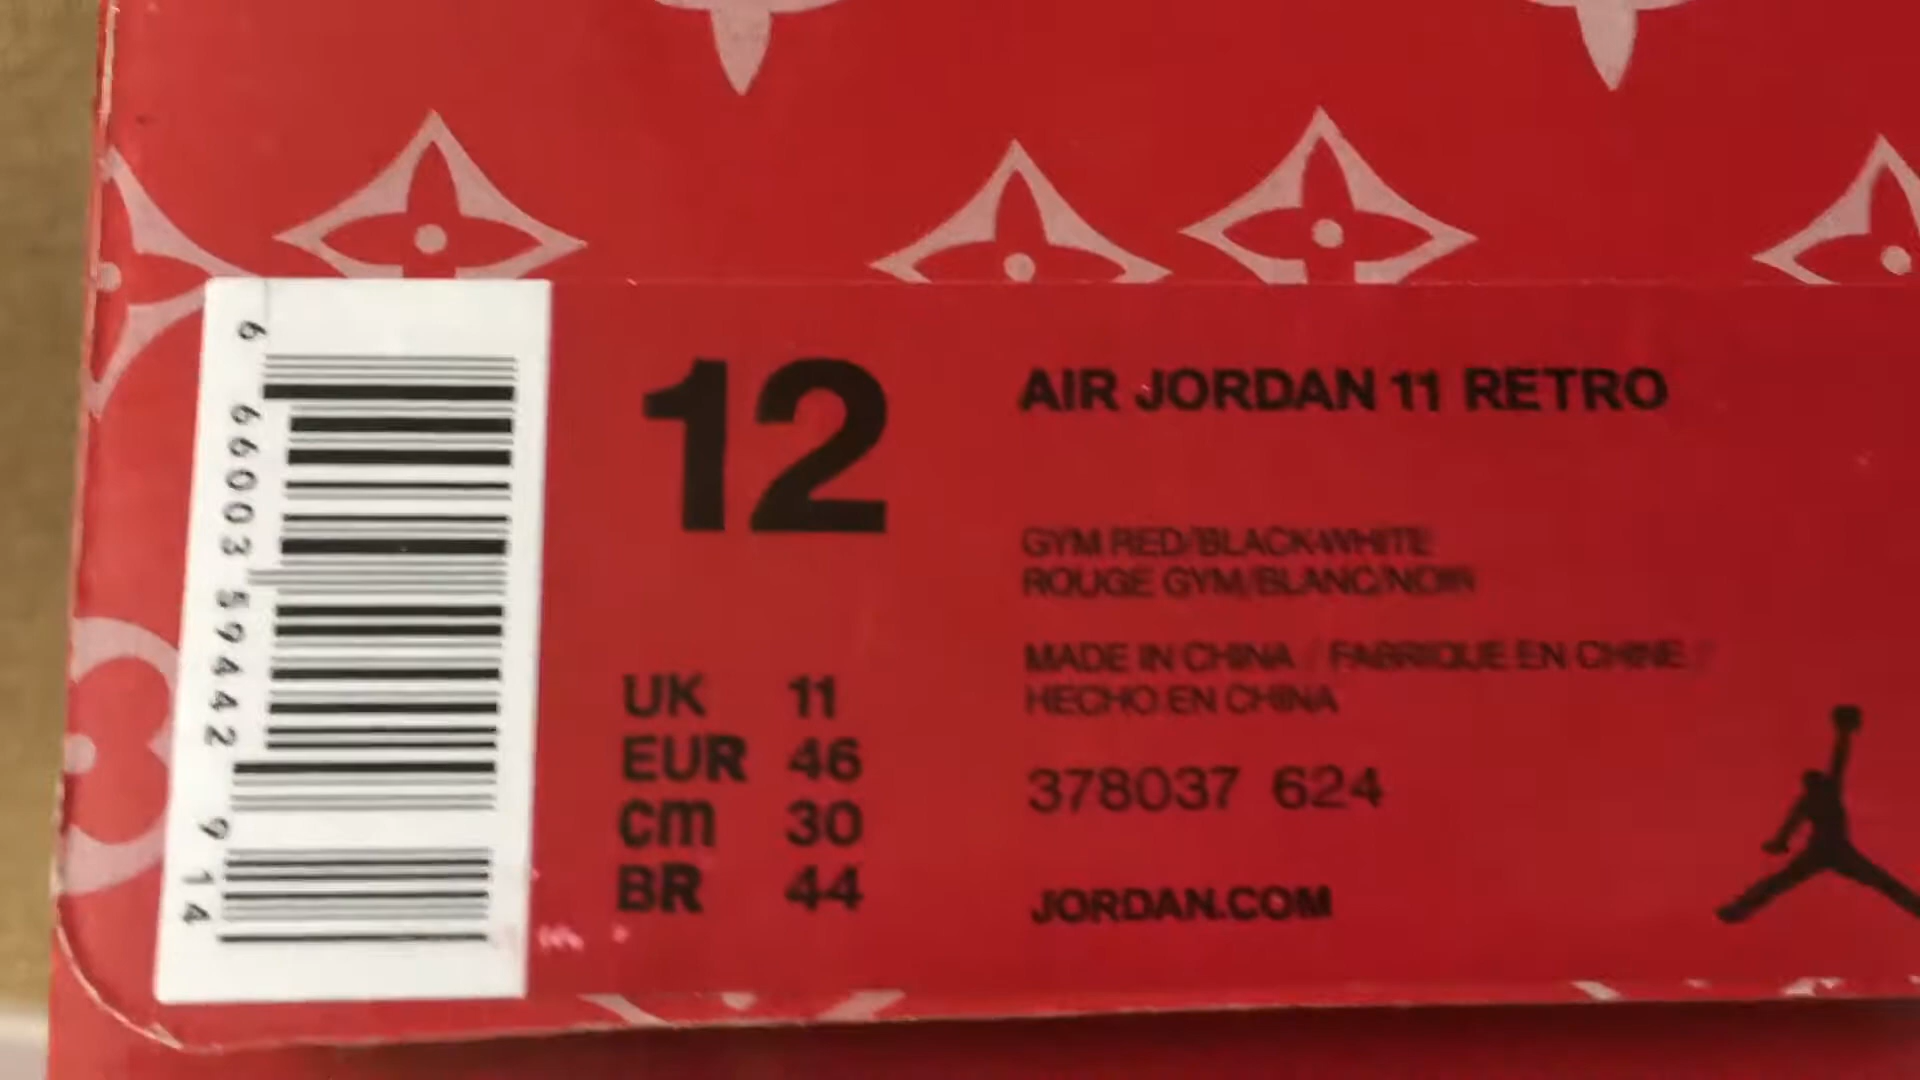 6 66003 59442 9 14
12
AIR JORDAN 11 RETRO
GYM RED/BLACK-WHITE
ROUGE GYM/BLANC/NOIR
MADE IN CHINA / FABRIQUE EN CHINE /
HECHO EN CHINA
UK 11
EUR 46
cm 30
BR 44
378037 624
JORDAN.COM